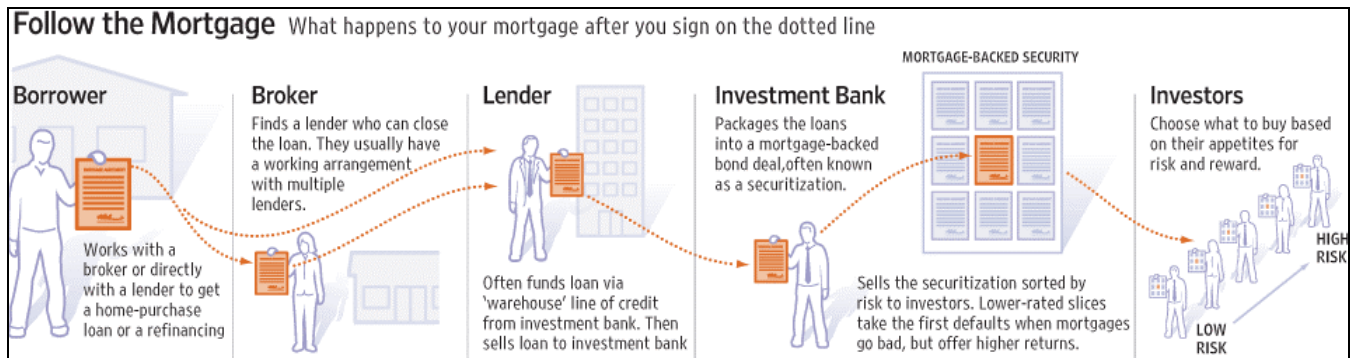 Follow the Mortgage What happens to your mortgage after you sign on the dotted line
Borrower
Works with a
broker or directly
with a lender to get
a home-purchase
loan or a refinancing
Broker
Finds a lender who can close
the loan. They usually have
a working arrangement
with multiple
lenders.
Lender
Often funds loan via
'warehouse' line of credit
from investment bank. Then
sells loan to investment bank
Investment Bank
Packages the loans
into a mortgage-backed
bond deal,often known
as a securitization.
MORTGAGE-BACKED SECURITY
Sells the securitization sorted by
risk to investors. Lower-rated slices
take the first defaults when mortgages
go bad, but offer higher returns.
Investors
Choose what to buy based
on their appetites for
risk and reward.
HIGH
RISK
LOW
RISK